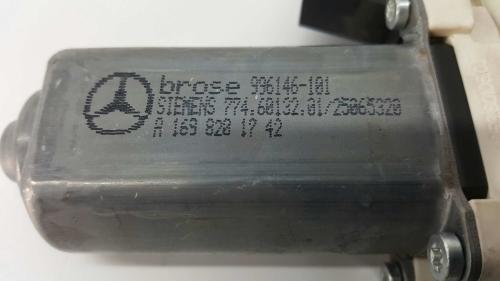 brose 996146-101
SIEMENS 774.60132.01/25065320
A 169 820 17 42